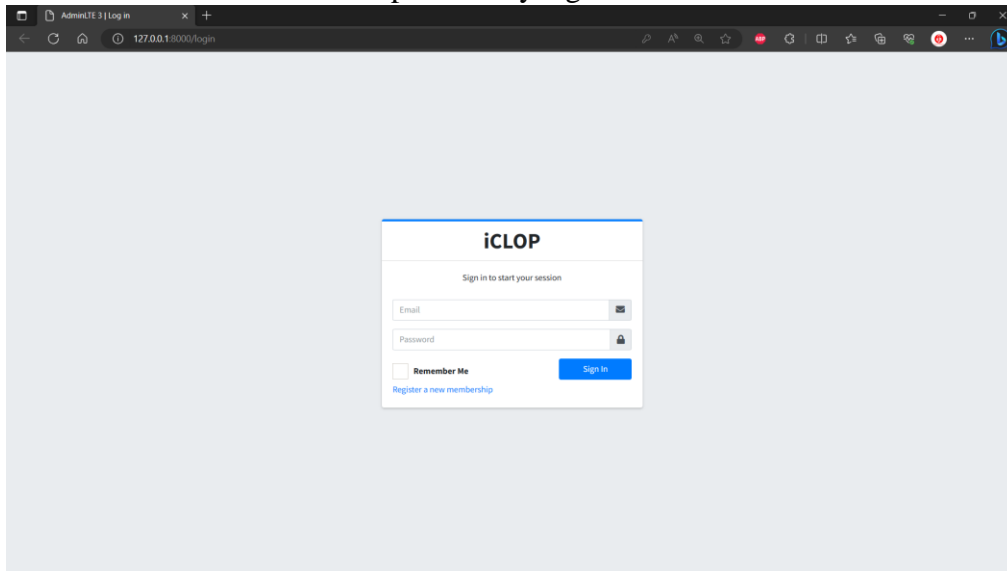 AdminLTE 3 | Log in
127.0.0.1:8000/login
ABP
iCLOP
Sign in to start your session
Email
Password
Remember Me
Sign In
Register a new membership